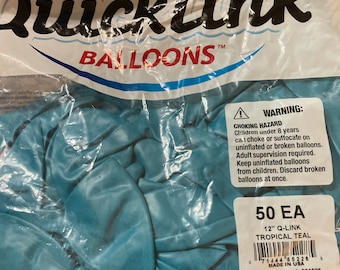 QuickLink
BALLOONS™
WARNING:
CHOKING HAZARD
Children under 8 years
can choke or suffocate on
uninflated or broken balloons.
Adult supervision required.
Keep uninflated balloons
from children. Discard broken
balloons at once.
50 EA
12" Q-LINK
TROPICAL TEAL
MADE IN USA